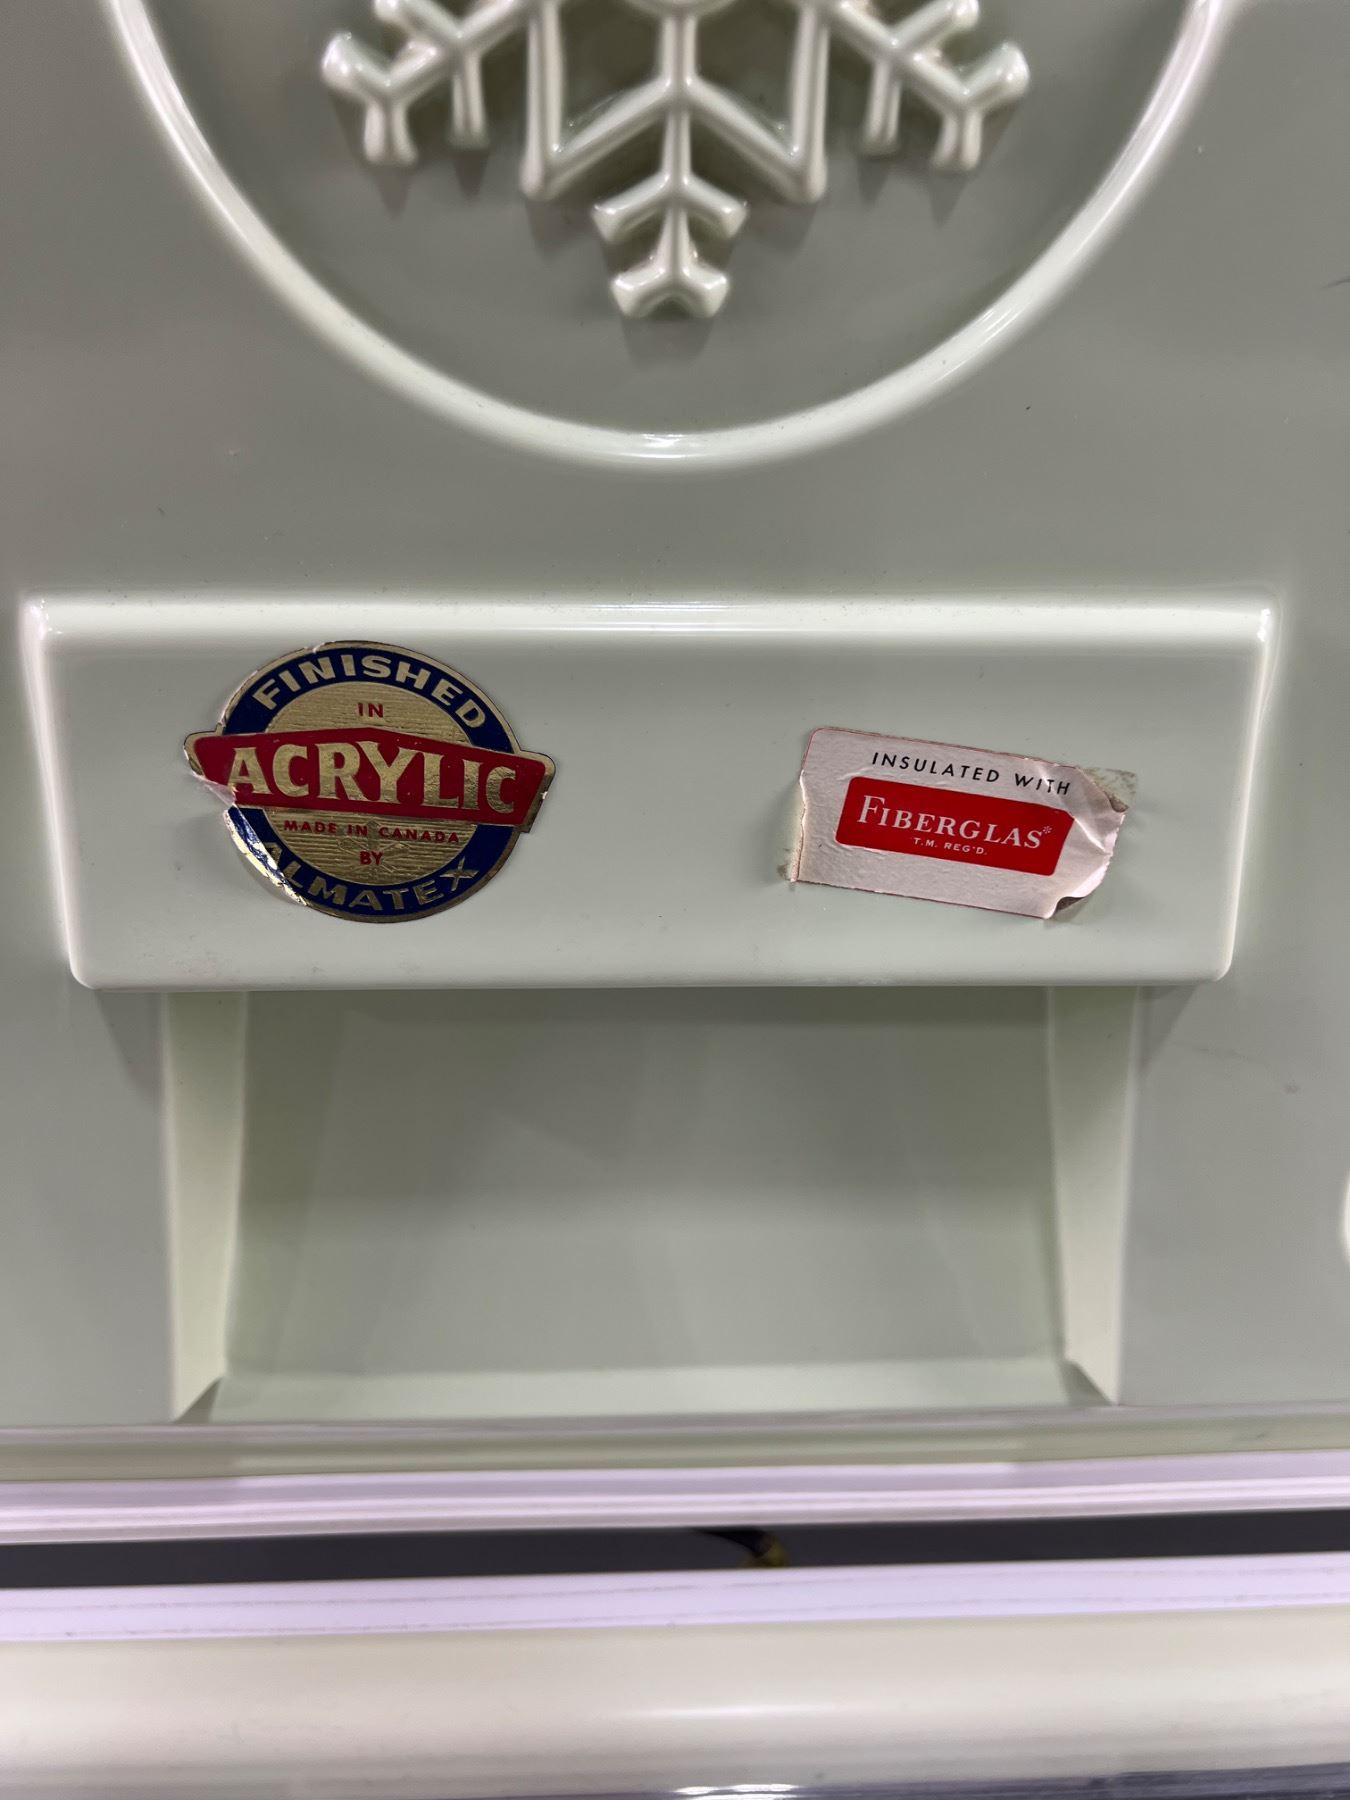 FINISHED
IN
ACRYLIC
MADE IN CANADA
BY
ALMATEX
INSULATED WITH
FIBERGLAS*
T.M. REG'D.